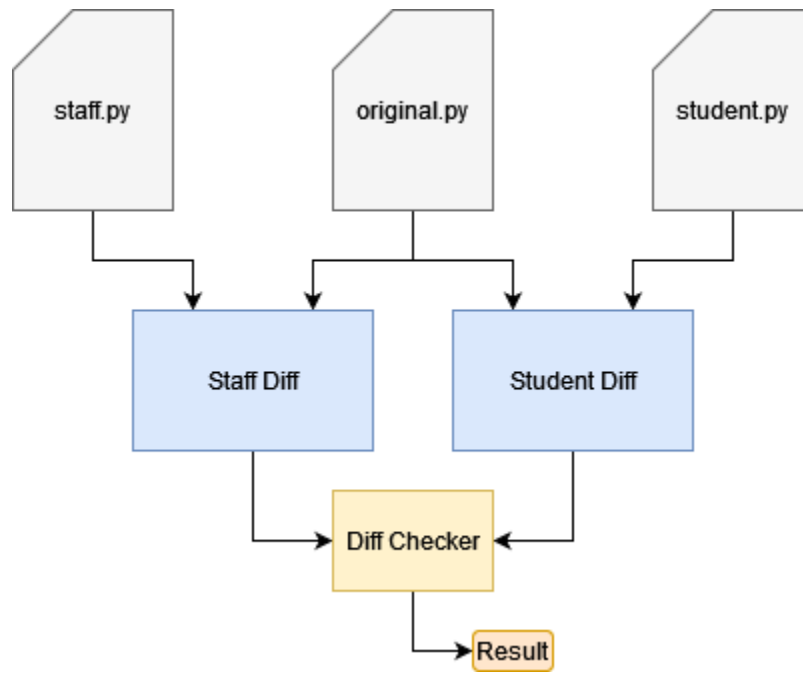 staff.py
original.py
student.py
Staff Diff
Student Diff
Diff Checker
Result